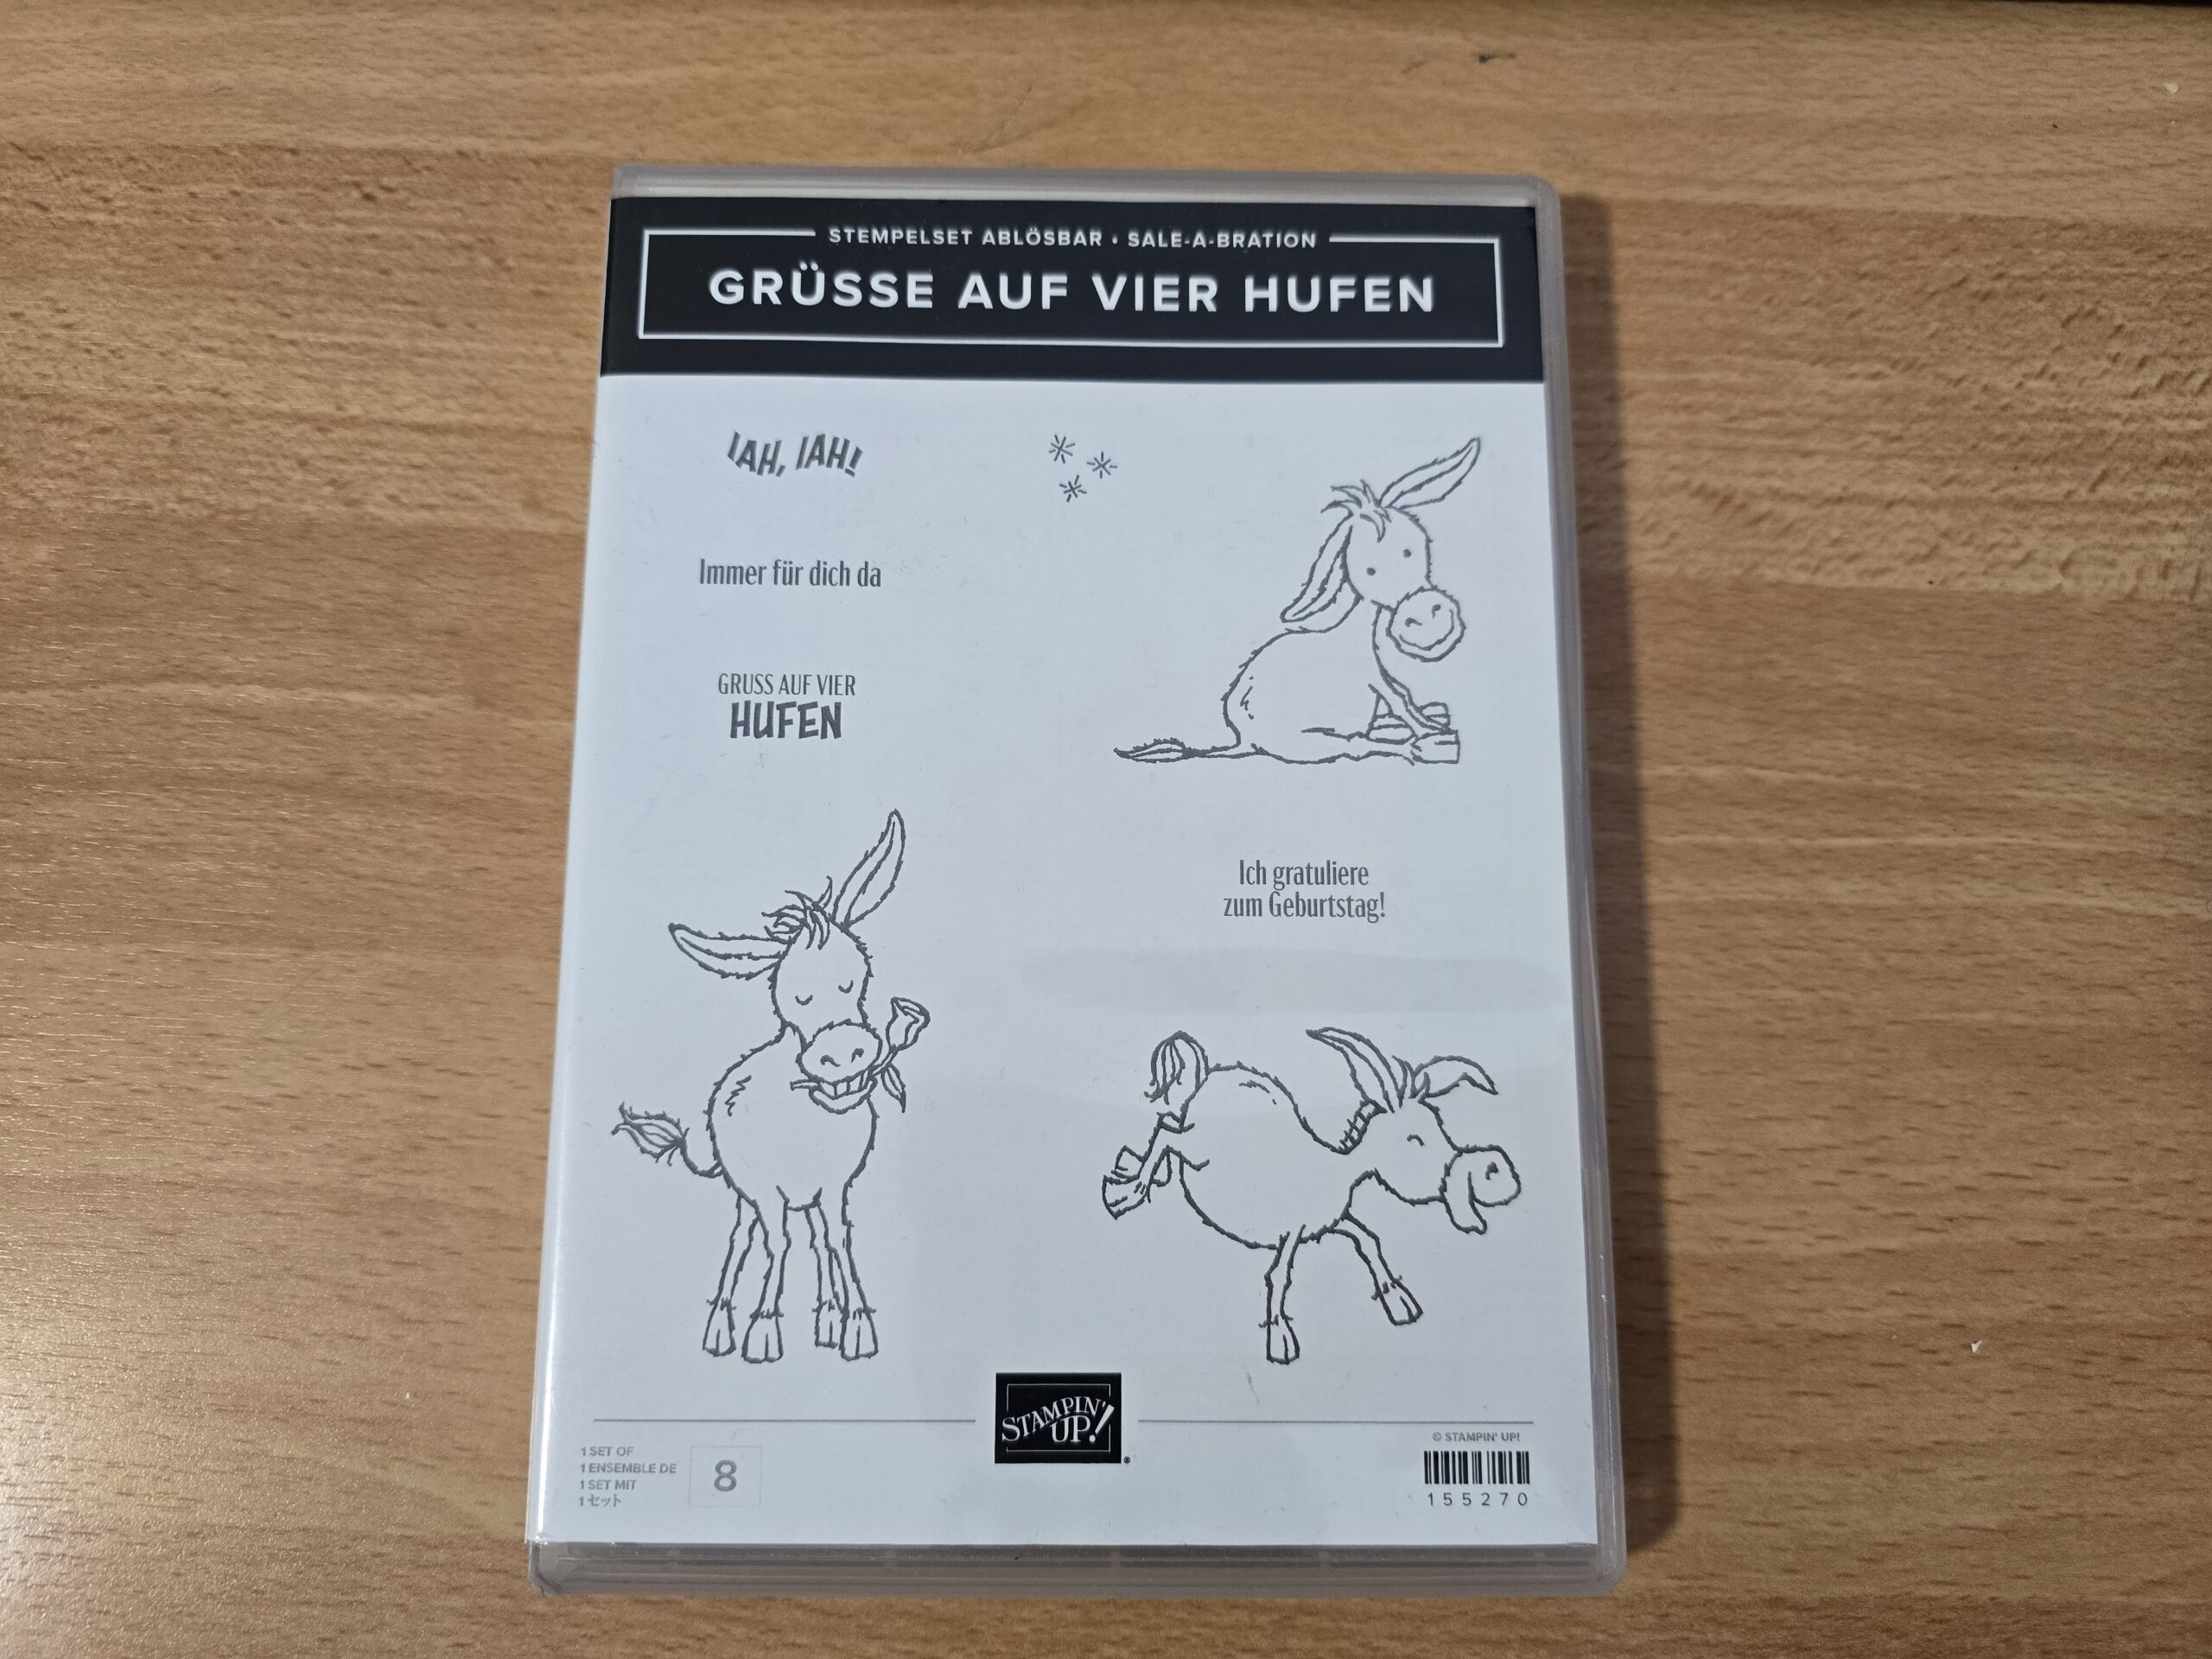 STEMPELSET ABLÖSBAR • SALE-A-BRATION
GRÜSSE AUF VIER HUFEN
IAH, IAH!
Immer für dich da
GRUSS AUF VIER
HUFEN
Ich gratuliere
zum Geburtstag!
STAMPIN'
UP!®
1 SET OF
1 ENSEMBLE DE
1 SET MIT
1 セット
8
© STAMPIN' UP!
155270